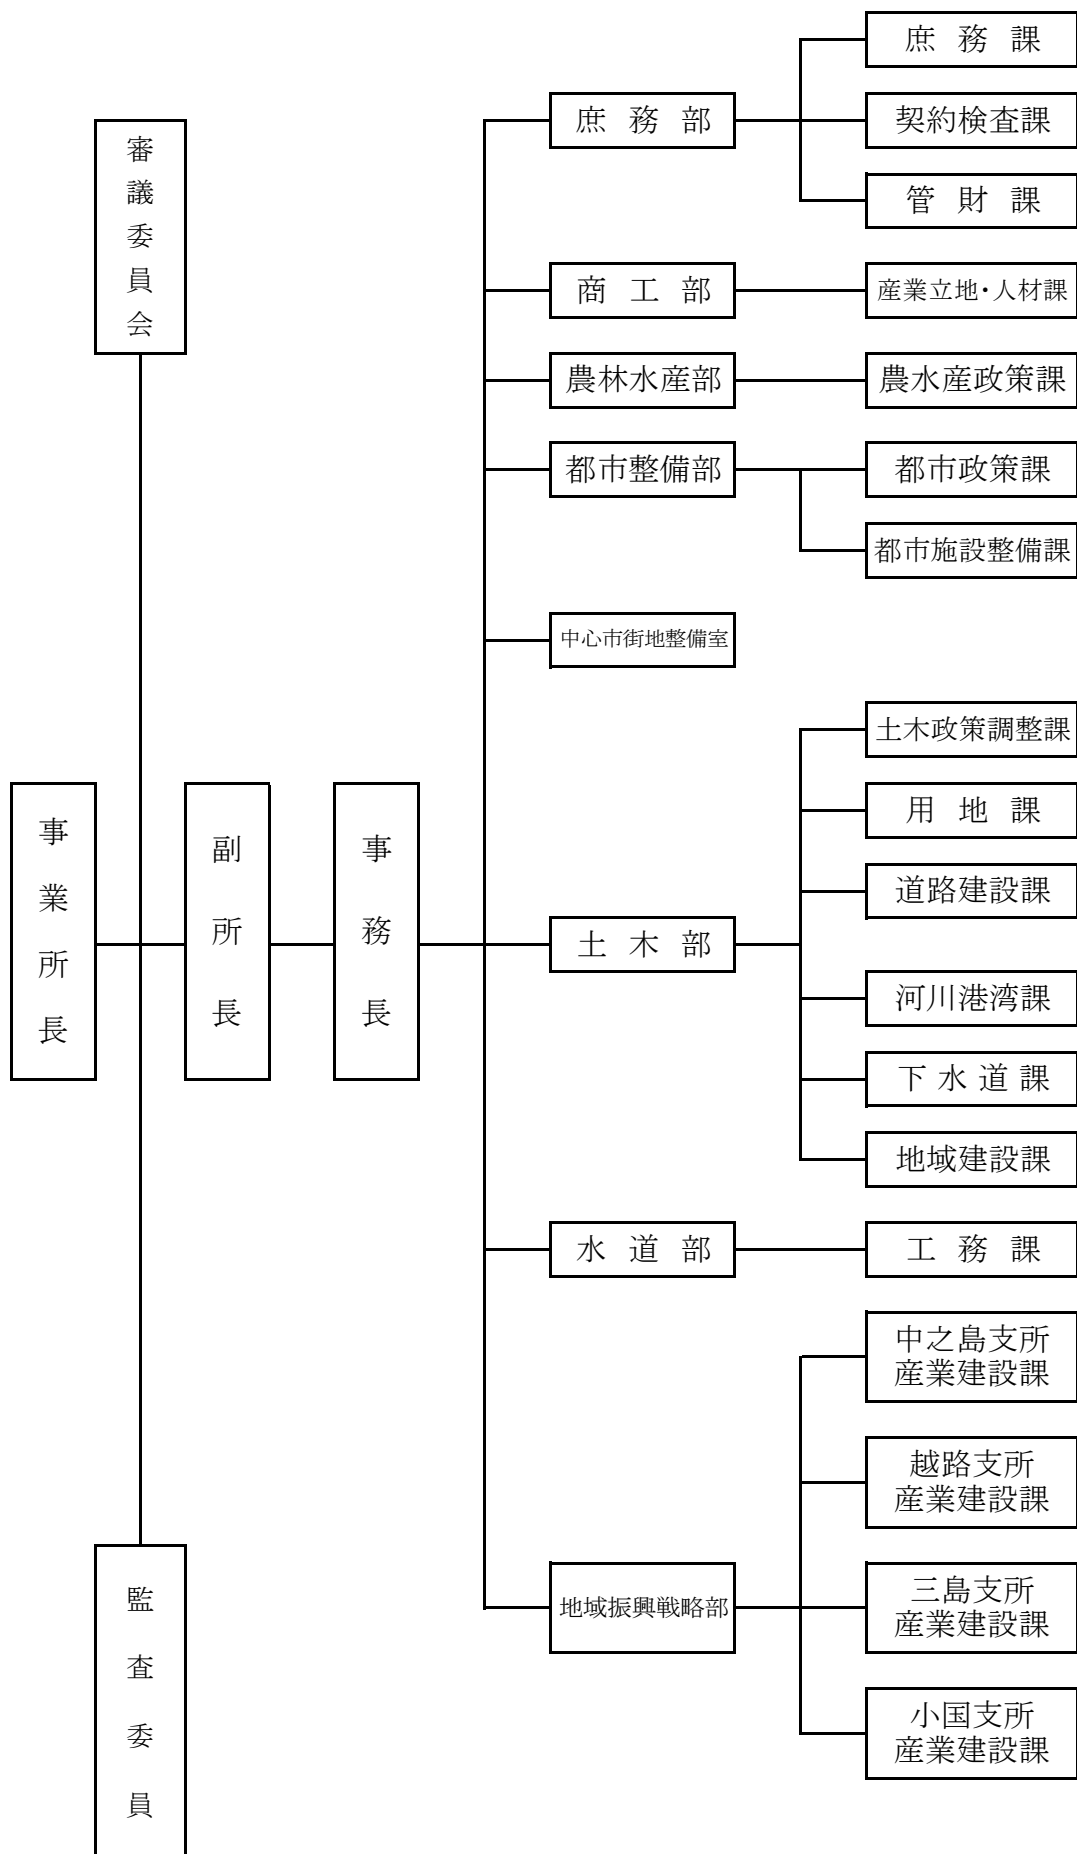 審議委員会
事業所長
副所長
事務長
監査委員
庶務部
庶務課
契約検査課
管財課
商工部
産業立地・人材課
農林水産部
農水産政策課
都市整備部
都市政策課
都市施設整備課
中心市街地整備室
土木部
土木政策調整課
用地課
道路建設課
河川港湾課
下水道課
地域建設課
水道部
工務課
地域振興戦略部
中之島支所
産業建設課
越路支所
産業建設課
三島支所
産業建設課
小国支所
産業建設課